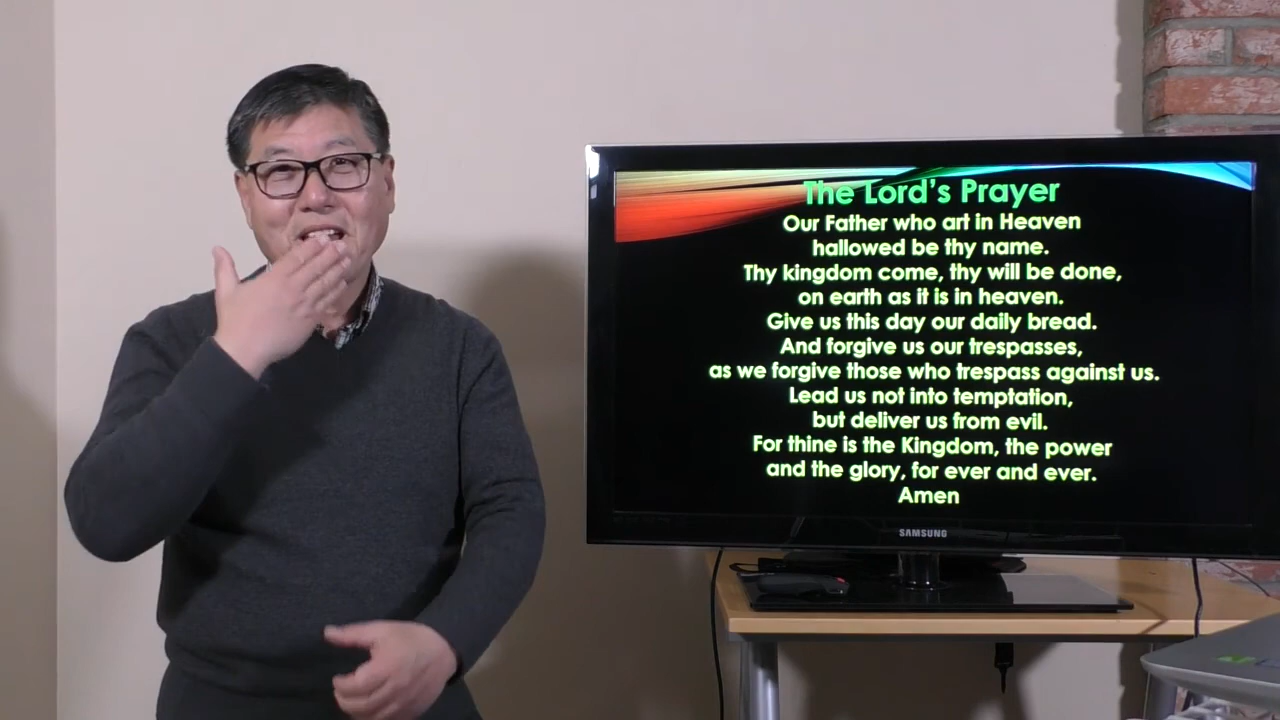 The Lord's Prayer
Our Father who art in Heaven
hallowed be thy name.
Thy kingdom come, thy will be done,
on earth as it is in heaven.
Give us this day our daily bread.
And forgive us our trespasses,
as we forgive those who trespass against us.
Lead us not into temptation,
but deliver us from evil.
For thine is the Kingdom, the power
and the glory, for ever and ever.
Amen
SAMSUNG